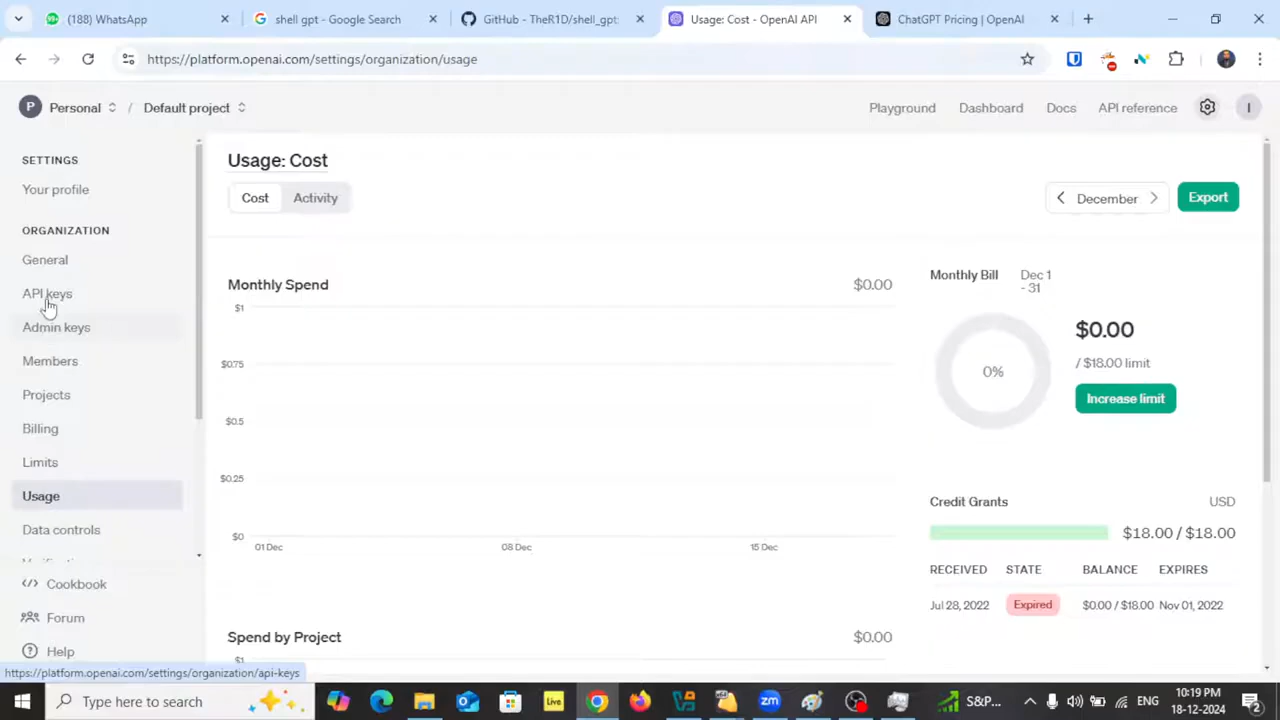 (188) WhatsApp
shell gpt - Google Search
GitHub - TheR1D/shell_gpt:
Usage: Cost - OpenAI API
ChatGPT Pricing | OpenAI
https://platform.openai.com/settings/organization/usage
P Personal / Default project
Playground Dashboard Docs API reference I
SETTINGS
Your profile
ORGANIZATION
General
API keys
Admin keys
Members
Projects
Billing
Limits
Usage
Data controls
Cookbook
Forum
Help
Usage: Cost
Cost Activity
December
Export
Monthly Spend $0.00
$1
$0.75
$0.5
$0.25
$0
01 Dec 08 Dec 15 Dec
Spend by Project $0.00
$1
Monthly Bill Dec 1
- 31
0%
$0.00
/ $18.00 limit
Increase limit
Credit Grants USD
$18.00 / $18.00
RECEIVED STATE BALANCE EXPIRES
Jul 28, 2022 Expired $0.00 / $18.00 Nov 01, 2022
https://platform.openai.com/settings/organization/api-keys
Type here to search
Live
zm
S&P...
ENG
10:19 PM
18-12-2024
2